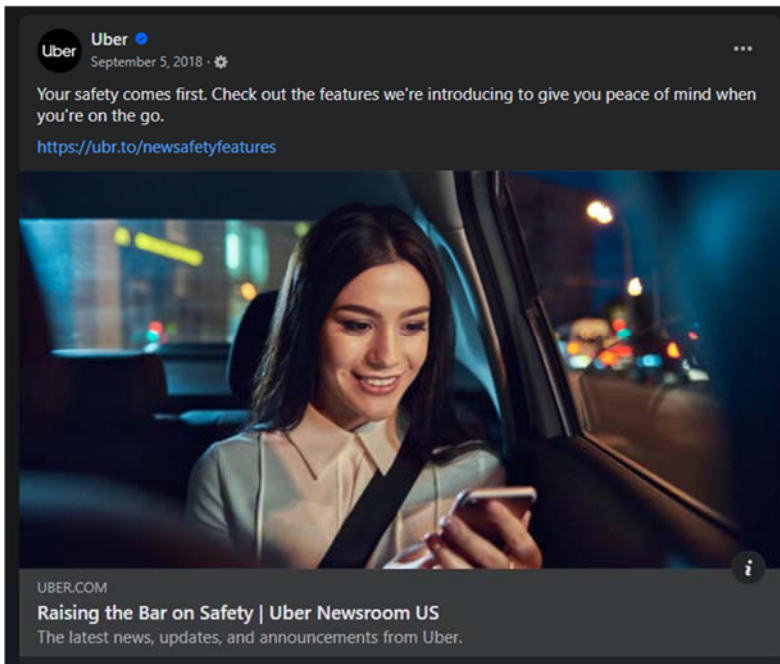 Uber
Uber
September 5, 2018 ·
Your safety comes first. Check out the features we're introducing to give you peace of mind when
you're on the go.
https://ubr.to/newsafetyfeatures
UBER.COM
Raising the Bar on Safety | Uber Newsroom US
The latest news, updates, and announcements from Uber.